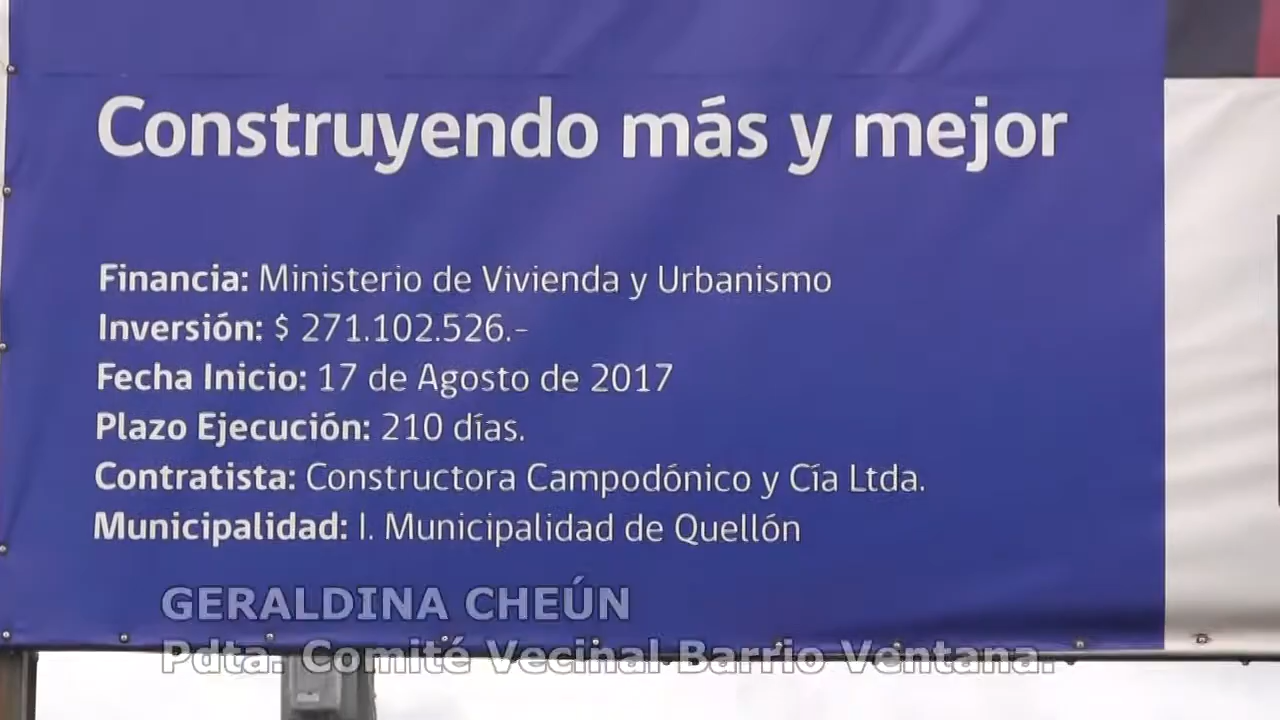 Construyendo más y mejor
Financia: Ministerio de Vivienda y Urbanismo
Inversión: $ 271.102.526.-
Fecha Inicio: 17 de Agosto de 2017
Plazo Ejecución: 210 días.
Contratista: Constructora Campodónico y Cía Ltda.
Municipalidad: I. Municipalidad de Quellón
GERALDINA CHEÚN
Pdta. Comité Vecinal Barrio Ventana.